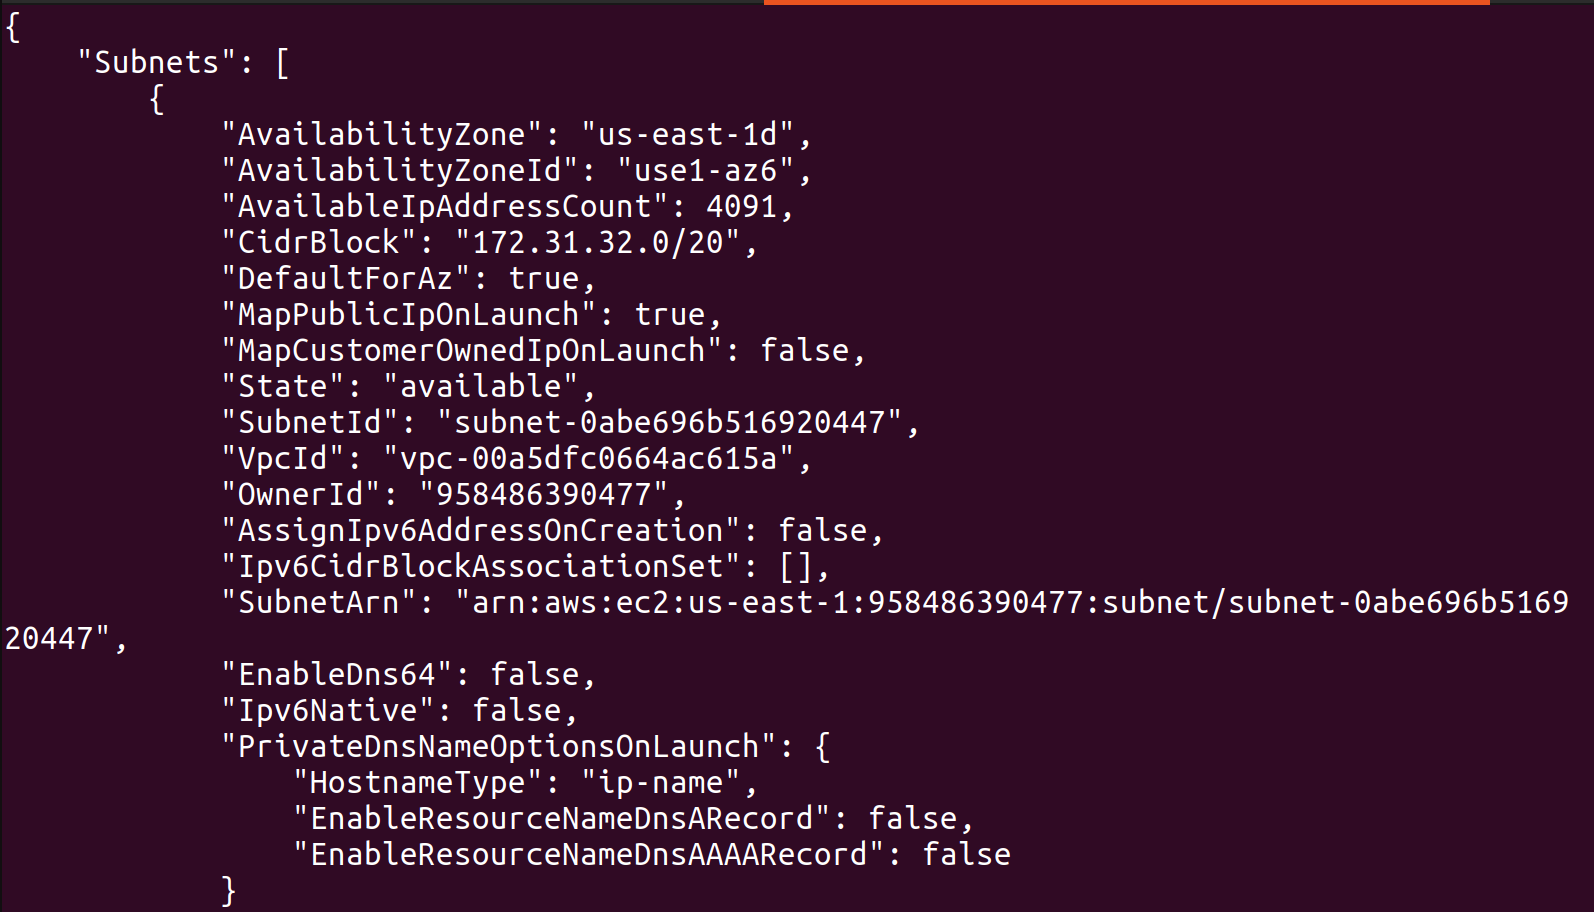 {
    "Subnets": [
        {
            "AvailabilityZone": "us-east-1d",
            "AvailabilityZoneId": "use1-az6",
            "AvailableIpAddressCount": 4091,
            "CidrBlock": "172.31.32.0/20",
            "DefaultForAz": true,
            "MapPublicIpOnLaunch": true,
            "MapCustomerOwnedIpOnLaunch": false,
            "State": "available",
            "SubnetId": "subnet-0abe696b516920447",
            "VpcId": "vpc-00a5dfc0664ac615a",
            "OwnerId": "958486390477",
            "AssignIpv6AddressOnCreation": false,
            "Ipv6CidrBlockAssociationSet": [],
            "SubnetArn": "arn:aws:ec2:us-east-1:958486390477:subnet/subnet-0abe696b5169
20447",
            "EnableDns64": false,
            "Ipv6Native": false,
            "PrivateDnsNameOptionsOnLaunch": {
                "HostnameType": "ip-name",
                "EnableResourceNameDnsARecord": false,
                "EnableResourceNameDnsAAAARecord": false
            }